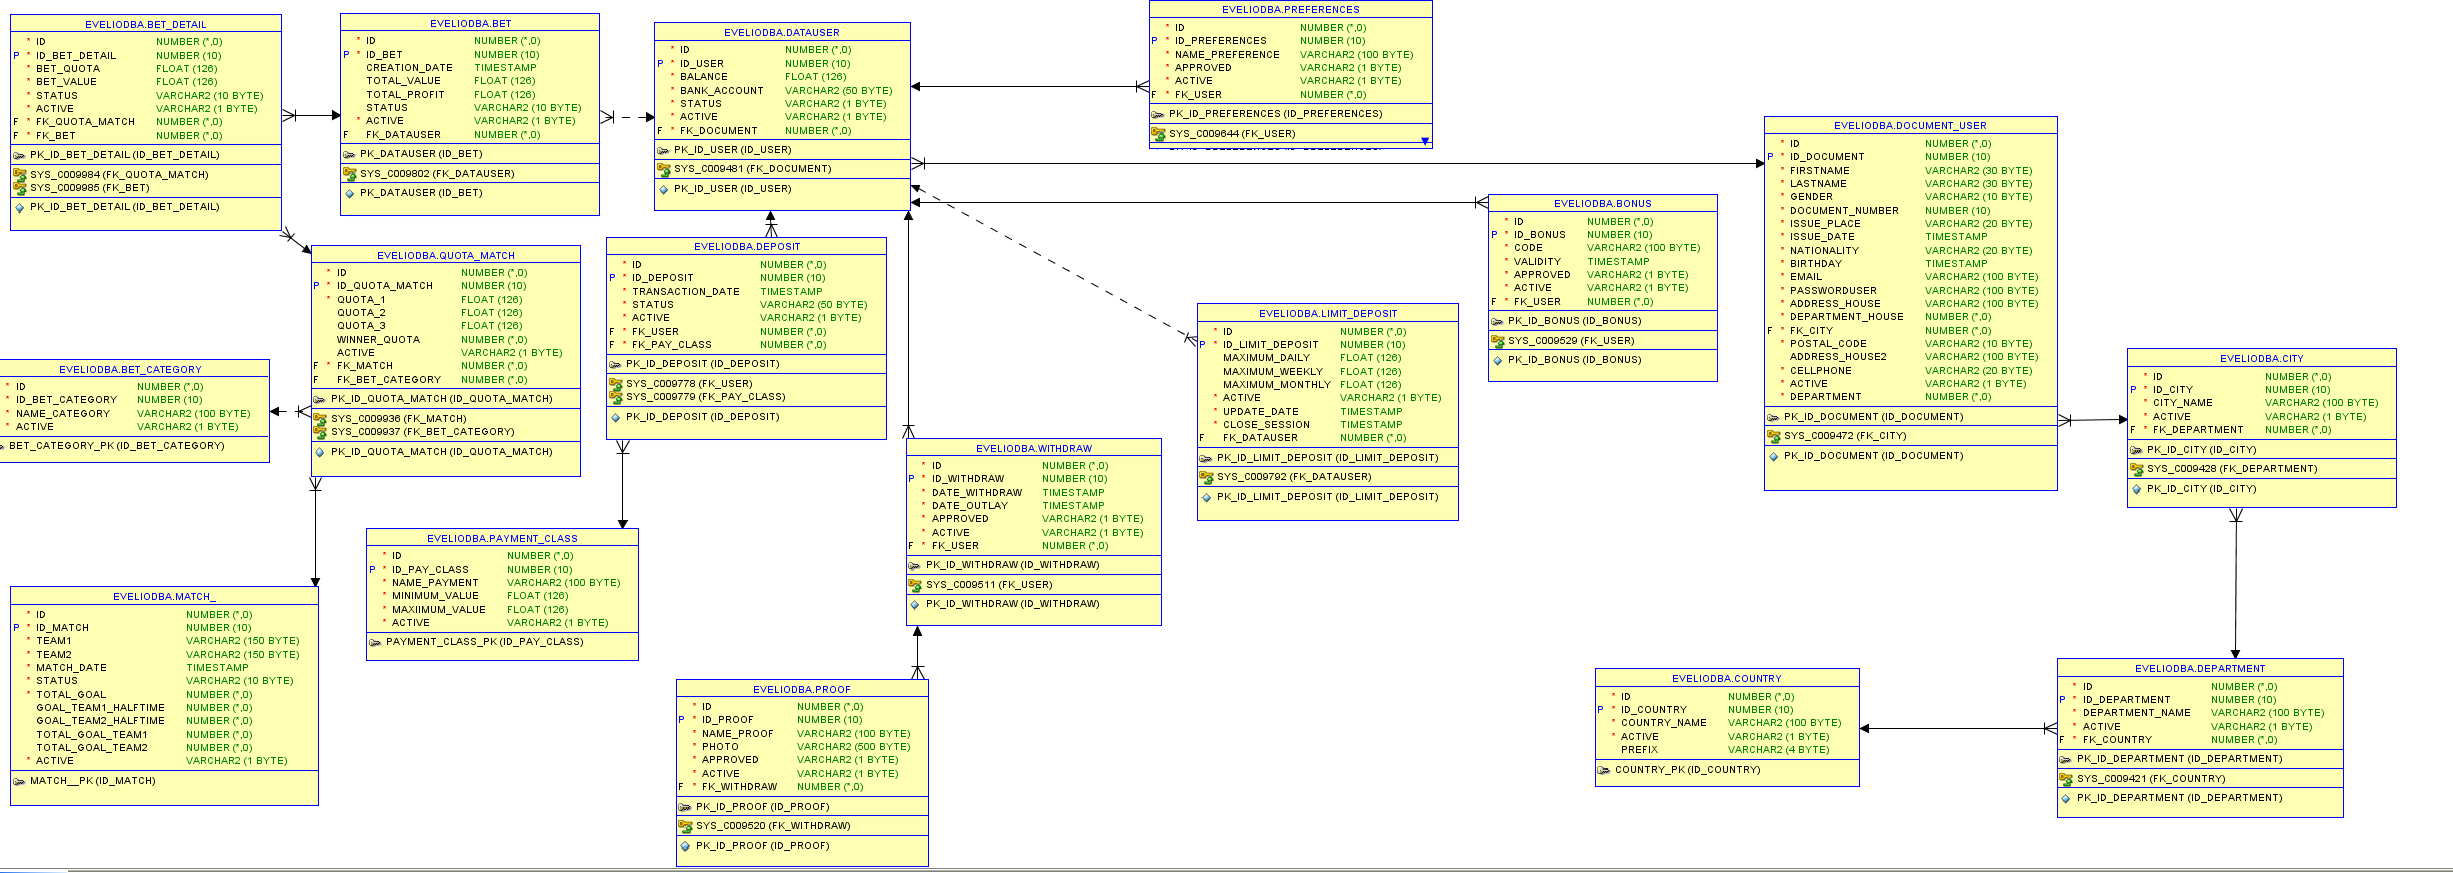 EVELIODBA.BET_DETAIL
* ID NUMBER (*,0)
P * ID_BET_DETAIL NUMBER (10)
* BET_QUOTA FLOAT (126)
* BET_VALUE FLOAT (126)
* STATUS VARCHAR2 (10 BYTE)
* ACTIVE VARCHAR2 (1 BYTE)
F * FK_QUOTA_MATCH NUMBER (*,0)
F * FK_BET NUMBER (*,0)
PK_ID_BET_DETAIL (ID_BET_DETAIL)
SYS_C009984 (FK_QUOTA_MATCH)
SYS_C009985 (FK_BET)
PK_ID_BET_DETAIL (ID_BET_DETAIL)
EVELIODBA.BET
* ID NUMBER (*,0)
P * ID_BET NUMBER (10)
CREATION_DATE TIMESTAMP
TOTAL_VALUE FLOAT (126)
TOTAL_PROFIT FLOAT (126)
STATUS VARCHAR2 (10 BYTE)
* ACTIVE VARCHAR2 (1 BYTE)
F FK_DATAUSER NUMBER (*,0)
PK_DATAUSER (ID_BET)
SYS_C009802 (FK_DATAUSER)
PK_DATAUSER (ID_BET)
EVELIODBA.DATAUSER
* ID NUMBER (*,0)
P * ID_USER NUMBER (10)
* BALANCE FLOAT (126)
* BANK_ACCOUNT VARCHAR2 (50 BYTE)
* STATUS VARCHAR2 (1 BYTE)
* ACTIVE VARCHAR2 (1 BYTE)
F * FK_DOCUMENT NUMBER (*,0)
PK_ID_USER (ID_USER)
SYS_C009481 (FK_DOCUMENT)
PK_ID_USER (ID_USER)
EVELIODBA.PREFERENCES
* ID NUMBER (*,0)
P * ID_PREFERENCES NUMBER (10)
* NAME_PREFERENCE VARCHAR2 (100 BYTE)
* APPROVED VARCHAR2 (1 BYTE)
* ACTIVE VARCHAR2 (1 BYTE)
F * FK_USER NUMBER (*,0)
PK_ID_PREFERENCES (ID_PREFERENCES)
SYS_C009644 (FK_USER)
EVELIODBA.DOCUMENT_USER
* ID NUMBER (*,0)
P * ID_DOCUMENT NUMBER (10)
* FIRSTNAME VARCHAR2 (30 BYTE)
* LASTNAME VARCHAR2 (30 BYTE)
* GENDER VARCHAR2 (10 BYTE)
* DOCUMENT_NUMBER NUMBER (10)
* ISSUE_PLACE VARCHAR2 (20 BYTE)
* ISSUE_DATE TIMESTAMP
* NATIONALITY VARCHAR2 (20 BYTE)
* BIRTHDAY TIMESTAMP
* EMAIL VARCHAR2 (100 BYTE)
* PASSWORDUSER VARCHAR2 (100 BYTE)
* ADDRESS_HOUSE VARCHAR2 (100 BYTE)
* DEPARTMENT_HOUSE NUMBER (*,0)
F * FK_CITY NUMBER (*,0)
* POSTAL_CODE VARCHAR2 (10 BYTE)
ADDRESS_HOUSE2 VARCHAR2 (100 BYTE)
* CELLPHONE VARCHAR2 (20 BYTE)
* ACTIVE VARCHAR2 (1 BYTE)
* DEPARTMENT NUMBER (*,0)
PK_ID_DOCUMENT (ID_DOCUMENT)
SYS_C009472 (FK_CITY)
PK_ID_DOCUMENT (ID_DOCUMENT)
EVELIODBA.BONUS
* ID NUMBER (*,0)
P * ID_BONUS NUMBER (10)
* CODE VARCHAR2 (100 BYTE)
* VALIDITY TIMESTAMP
* APPROVED VARCHAR2 (1 BYTE)
* ACTIVE VARCHAR2 (1 BYTE)
F * FK_USER NUMBER (*,0)
PK_ID_BONUS (ID_BONUS)
SYS_C009529 (FK_USER)
PK_ID_BONUS (ID_BONUS)
EVELIODBA.QUOTA_MATCH
* ID NUMBER (*,0)
P * ID_QUOTA_MATCH NUMBER (10)
* QUOTA_1 FLOAT (126)
QUOTA_2 FLOAT (126)
QUOTA_3 FLOAT (126)
WINNER_QUOTA NUMBER (*,0)
ACTIVE VARCHAR2 (1 BYTE)
F * FK_MATCH NUMBER (*,0)
F FK_BET_CATEGORY NUMBER (*,0)
PK_ID_QUOTA_MATCH (ID_QUOTA_MATCH)
SYS_C009936 (FK_MATCH)
SYS_C009937 (FK_BET_CATEGORY)
PK_ID_QUOTA_MATCH (ID_QUOTA_MATCH)
EVELIODBA.DEPOSIT
* ID NUMBER (*,0)
P * ID_DEPOSIT NUMBER (10)
* TRANSACTION_DATE TIMESTAMP
* STATUS VARCHAR2 (50 BYTE)
* ACTIVE VARCHAR2 (1 BYTE)
F * FK_USER NUMBER (*,0)
F * FK_PAY_CLASS NUMBER (*,0)
PK_ID_DEPOSIT (ID_DEPOSIT)
SYS_C009778 (FK_USER)
SYS_C009779 (FK_PAY_CLASS)
PK_ID_DEPOSIT (ID_DEPOSIT)
EVELIODBA.LIMIT_DEPOSIT
* ID NUMBER (*,0)
P * ID_LIMIT_DEPOSIT NUMBER (10)
MAXIMUM_DAILY FLOAT (126)
MAXIMUM_WEEKLY FLOAT (126)
MAXIMUM_MONTHLY FLOAT (126)
* ACTIVE VARCHAR2 (1 BYTE)
* UPDATE_DATE TIMESTAMP
* CLOSE_SESSION TIMESTAMP
F FK_DATAUSER NUMBER (*,0)
PK_ID_LIMIT_DEPOSIT (ID_LIMIT_DEPOSIT)
SYS_C009792 (FK_DATAUSER)
PK_ID_LIMIT_DEPOSIT (ID_LIMIT_DEPOSIT)
EVELIODBA.BET_CATEGORY
* ID NUMBER (*,0)
* ID_BET_CATEGORY NUMBER (10)
* NAME_CATEGORY VARCHAR2 (100 BYTE)
* ACTIVE VARCHAR2 (1 BYTE)
BET_CATEGORY_PK (ID_BET_CATEGORY)
EVELIODBA.CITY
* ID NUMBER (*,0)
P * ID_CITY NUMBER (10)
* CITY_NAME VARCHAR2 (100 BYTE)
* ACTIVE VARCHAR2 (1 BYTE)
F * FK_DEPARTMENT NUMBER (*,0)
PK_ID_CITY (ID_CITY)
SYS_C009428 (FK_DEPARTMENT)
PK_ID_CITY (ID_CITY)
EVELIODBA.WITHDRAW
* ID NUMBER (*,0)
P * ID_WITHDRAW NUMBER (10)
* DATE_WITHDRAW TIMESTAMP
* DATE_OUTLAY TIMESTAMP
* APPROVED VARCHAR2 (1 BYTE)
* ACTIVE VARCHAR2 (1 BYTE)
F * FK_USER NUMBER (*,0)
PK_ID_WITHDRAW (ID_WITHDRAW)
SYS_C009511 (FK_USER)
PK_ID_WITHDRAW (ID_WITHDRAW)
EVELIODBA.PAYMENT_CLASS
* ID NUMBER (*,0)
P * ID_PAY_CLASS NUMBER (10)
* NAME_PAYMENT VARCHAR2 (100 BYTE)
* MINIMUM_VALUE FLOAT (126)
* MAXIIMUM_VALUE FLOAT (126)
* ACTIVE VARCHAR2 (1 BYTE)
PAYMENT_CLASS_PK (ID_PAY_CLASS)
EVELIODBA.MATCH_
* ID NUMBER (*,0)
P * ID_MATCH NUMBER (10)
* TEAM1 VARCHAR2 (150 BYTE)
* TEAM2 VARCHAR2 (150 BYTE)
* MATCH_DATE TIMESTAMP
* STATUS VARCHAR2 (10 BYTE)
* TOTAL_GOAL NUMBER (*,0)
GOAL_TEAM1_HALFTIME NUMBER (*,0)
GOAL_TEAM2_HALFTIME NUMBER (*,0)
TOTAL_GOAL_TEAM1 NUMBER (*,0)
TOTAL_GOAL_TEAM2 NUMBER (*,0)
* ACTIVE VARCHAR2 (1 BYTE)
MATCH__PK (ID_MATCH)
EVELIODBA.PROOF
* ID NUMBER (*,0)
P * ID_PROOF NUMBER (10)
* NAME_PROOF VARCHAR2 (100 BYTE)
* PHOTO VARCHAR2 (500 BYTE)
* APPROVED VARCHAR2 (1 BYTE)
* ACTIVE VARCHAR2 (1 BYTE)
F * FK_WITHDRAW NUMBER (*,0)
PK_ID_PROOF (ID_PROOF)
SYS_C009520 (FK_WITHDRAW)
PK_ID_PROOF (ID_PROOF)
EVELIODBA.COUNTRY
* ID NUMBER (*,0)
P * ID_COUNTRY NUMBER (10)
* COUNTRY_NAME VARCHAR2 (100 BYTE)
* ACTIVE VARCHAR2 (1 BYTE)
PREFIX VARCHAR2 (4 BYTE)
COUNTRY_PK (ID_COUNTRY)
EVELIODBA.DEPARTMENT
* ID NUMBER (*,0)
P * ID_DEPARTMENT NUMBER (10)
* DEPARTMENT_NAME VARCHAR2 (100 BYTE)
* ACTIVE VARCHAR2 (1 BYTE)
F * FK_COUNTRY NUMBER (*,0)
PK_ID_DEPARTMENT (ID_DEPARTMENT)
SYS_C009421 (FK_COUNTRY)
PK_ID_DEPARTMENT (ID_DEPARTMENT)